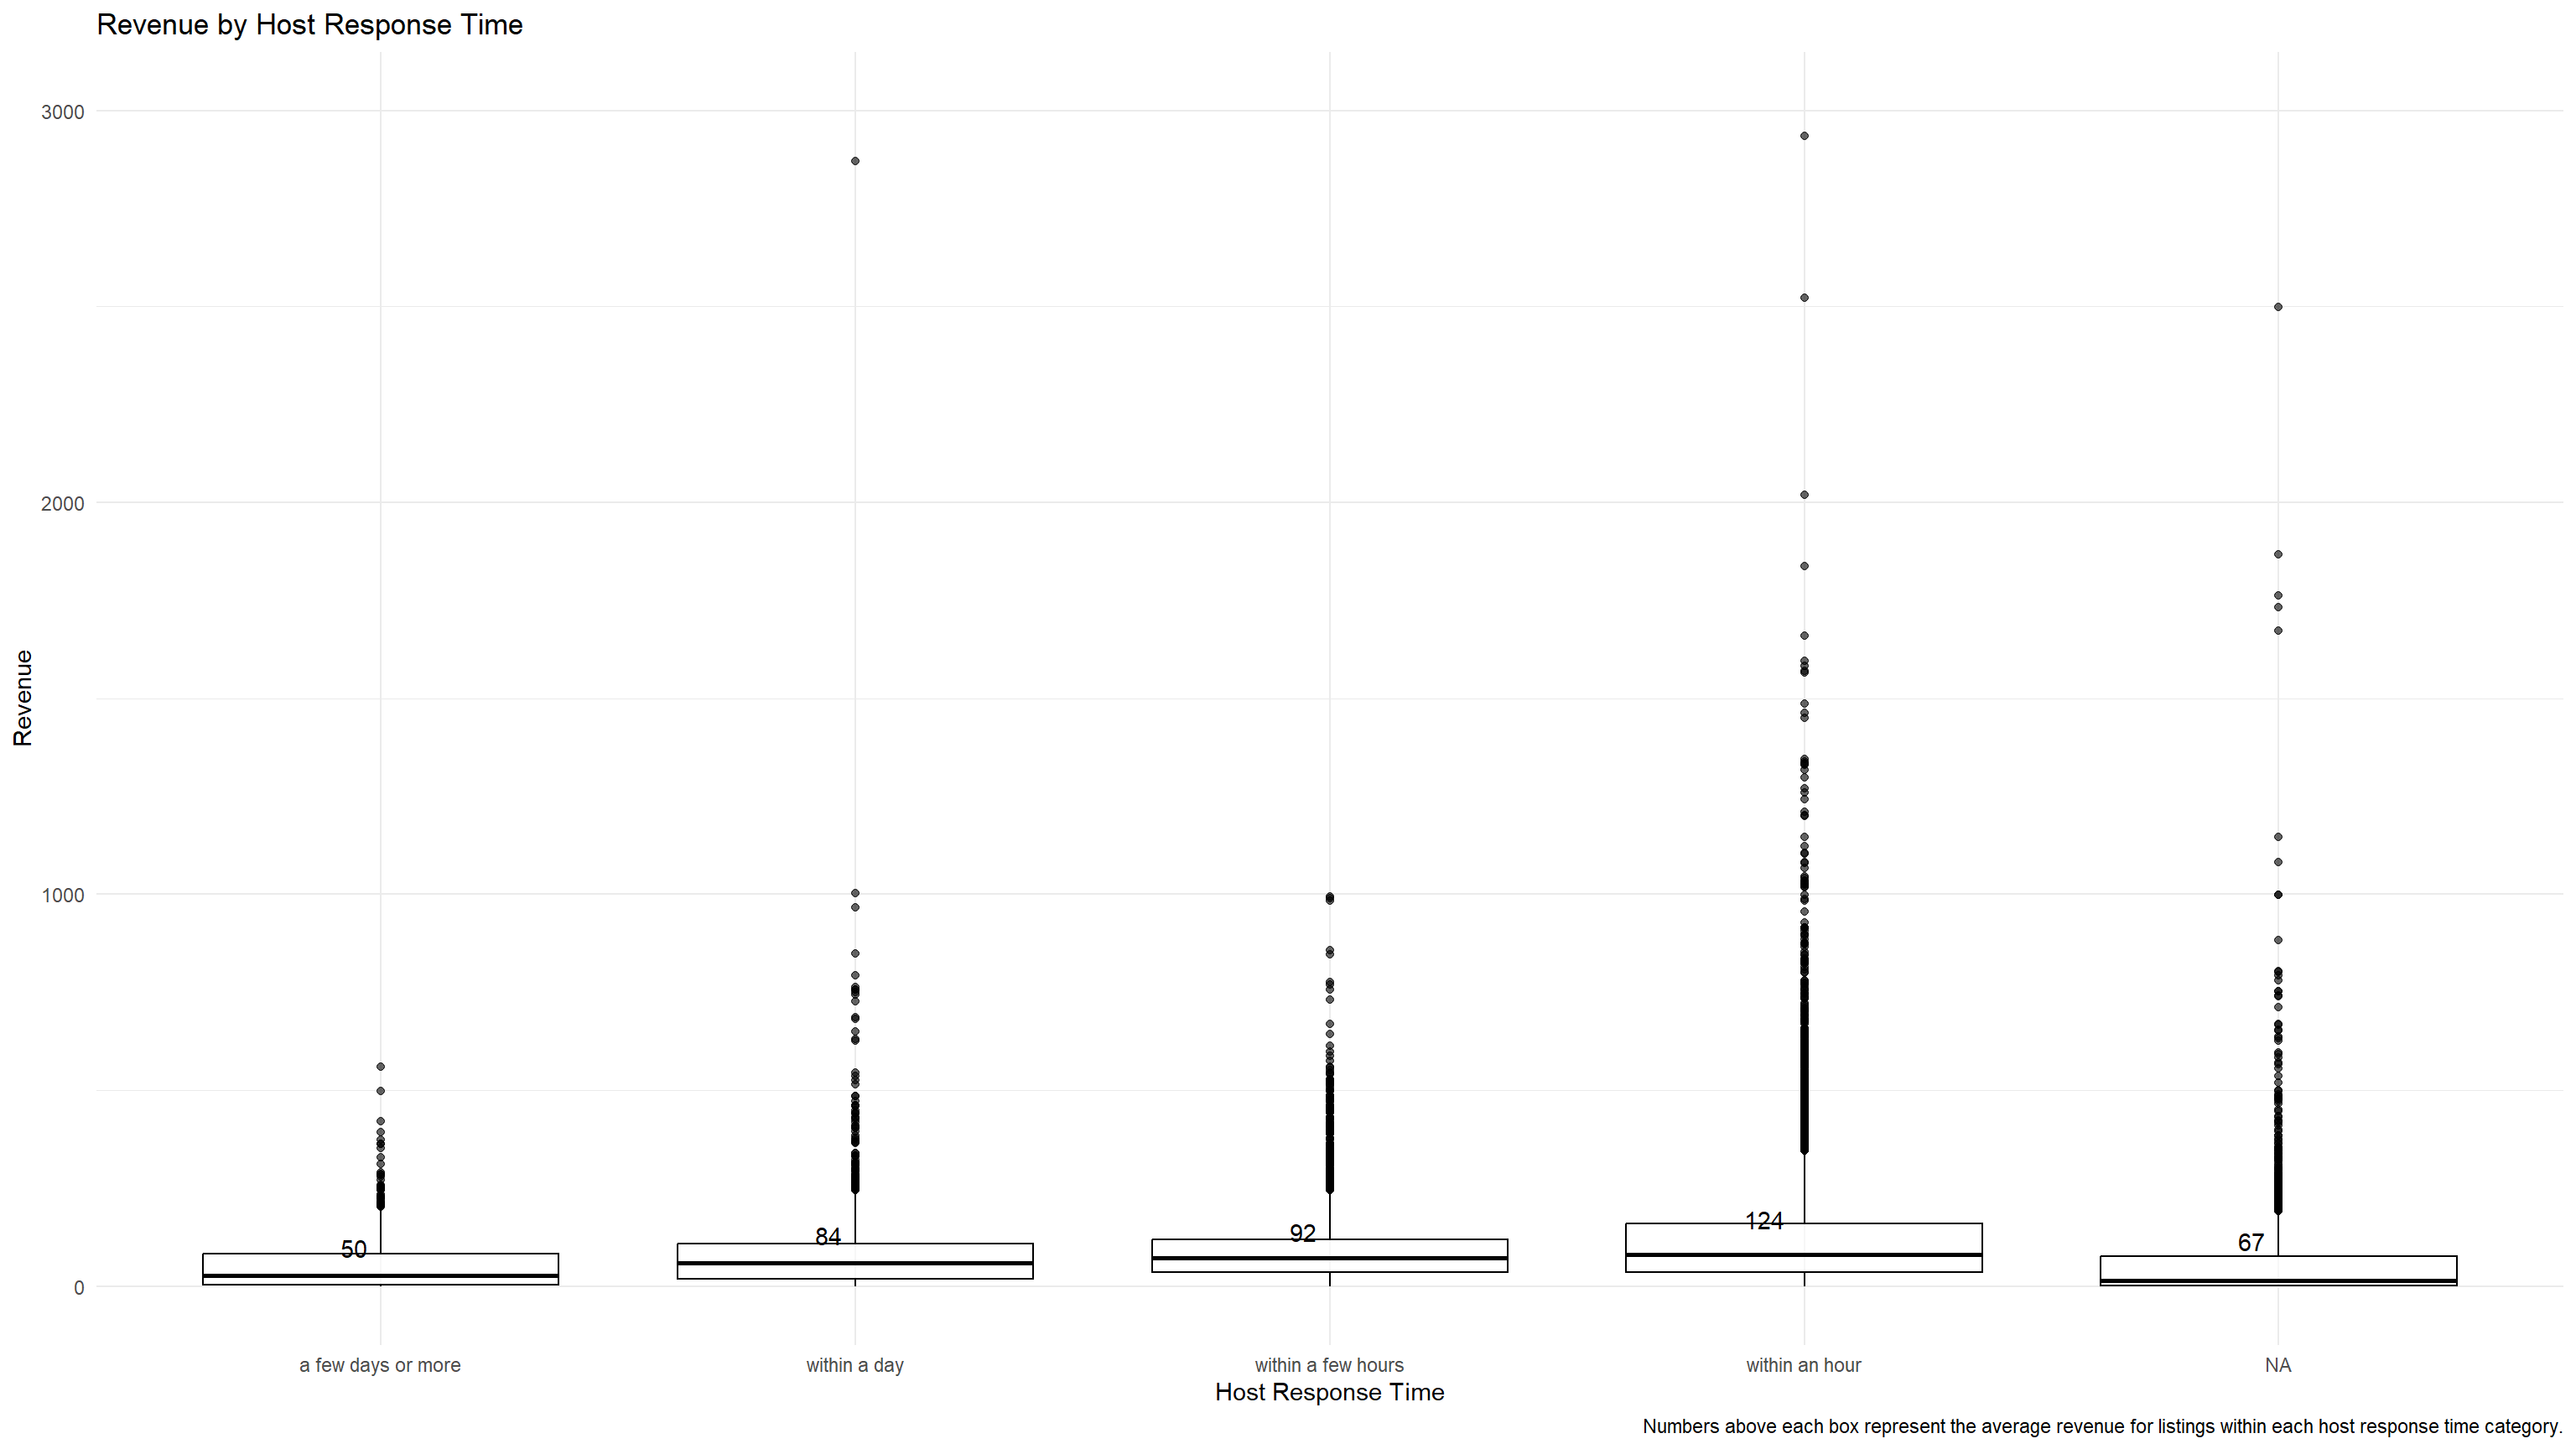 Revenue by Host Response Time
3000
2000
1000
0
Revenue
50
84
92
124
67
a few days or more
within a day
within a few hours
within an hour
NA
Host Response Time
Numbers above each box represent the average revenue for listings within each host response time category.